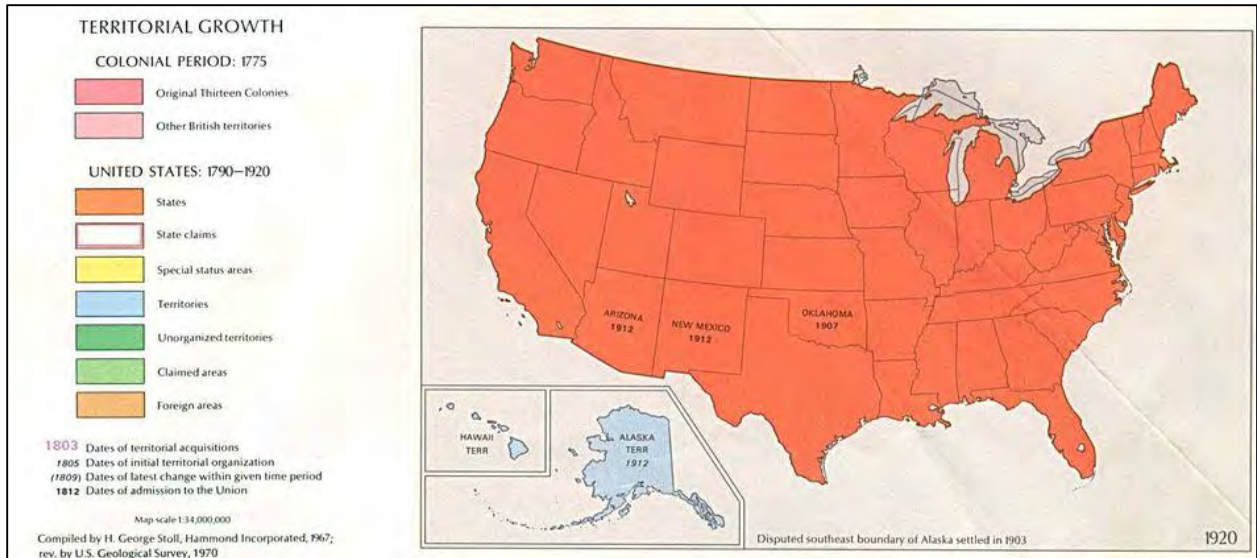 TERRITORIAL GROWTH
COLONIAL PERIOD: 1775
Original Thirteen Colonies
Other British territories
UNITED STATES: 1790–1920
States
State claims
Special status areas
Territories
Unorganized territories
Claimed areas
Foreign areas
1803 Dates of territorial acquisitions
1805 Dates of initial territorial organization
(1809) Dates of latest change within given time period
1812 Dates of admission to the Union
Map scale 1:34,000,000
Compiled by H. George Stoll, Hammond Incorporated, 1967;
rev. by U.S. Geological Survey, 1970
ARIZONA
1912
NEW MEXICO
1912
OKLAHOMA
1907
HAWAII
TERR
ALASKA
TERR
1912
Disputed southeast boundary of Alaska settled in 1903
1920